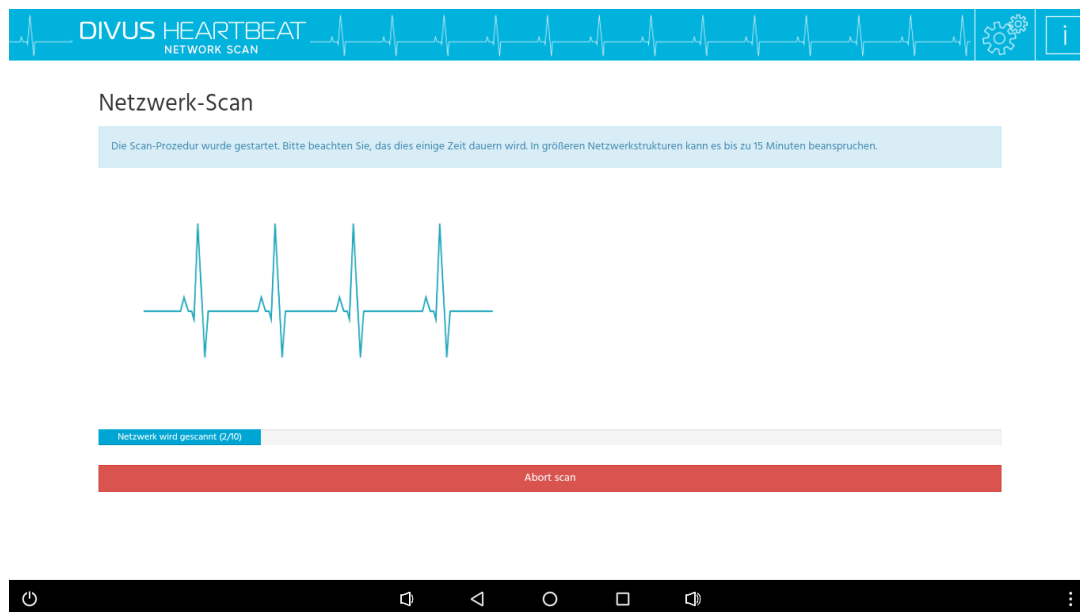 DIVUS HEARTBEAT
NETWORK SCAN
i
Netzwerk-Scan
Die Scan-Prozedur wurde gestartet. Bitte beachten Sie, das dies einige Zeit dauern wird. In größeren Netzwerkstrukturen kann es bis zu 15 Minuten beanspruchen.
Netzwerk wird gescannt (2/10)
Abort scan